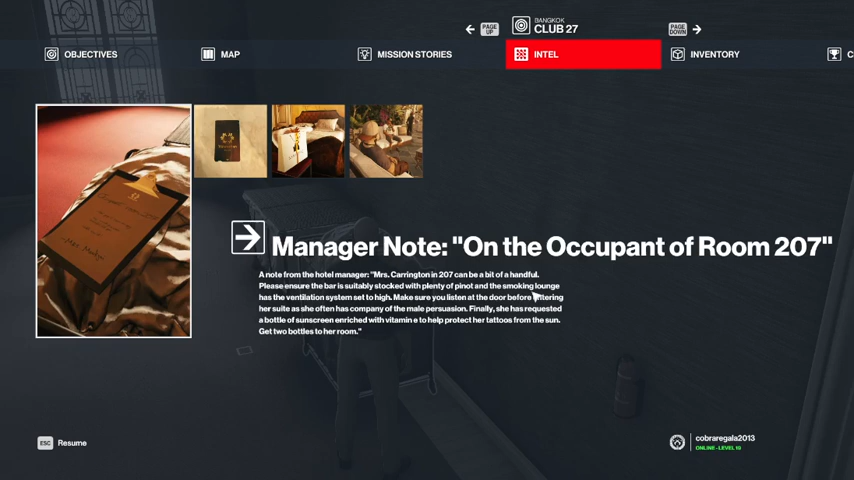 PAGE UP
BANGKOK
CLUB 27
PAGE DOWN
OBJECTIVES
MAP
MISSION STORIES
INTEL
INVENTORY
C
Manager Note: "On the Occupant of Room 207"
A note from the hotel manager: "Mrs. Carrington in 207 can be a bit of a handful.
Please ensure the bar is suitably stocked with plenty of pinot and the smoking lounge
has the ventilation system set to high. Make sure you listen at the door before entering
her suite as she often has company of the male persuasion. Finally, she has requested
a bottle of sunscreen enriched with vitamin e to help protect her tattoos from the sun.
Get two bottles to her room."
ESC Resume
cobraregala2013
ONLINE - LEVEL 19